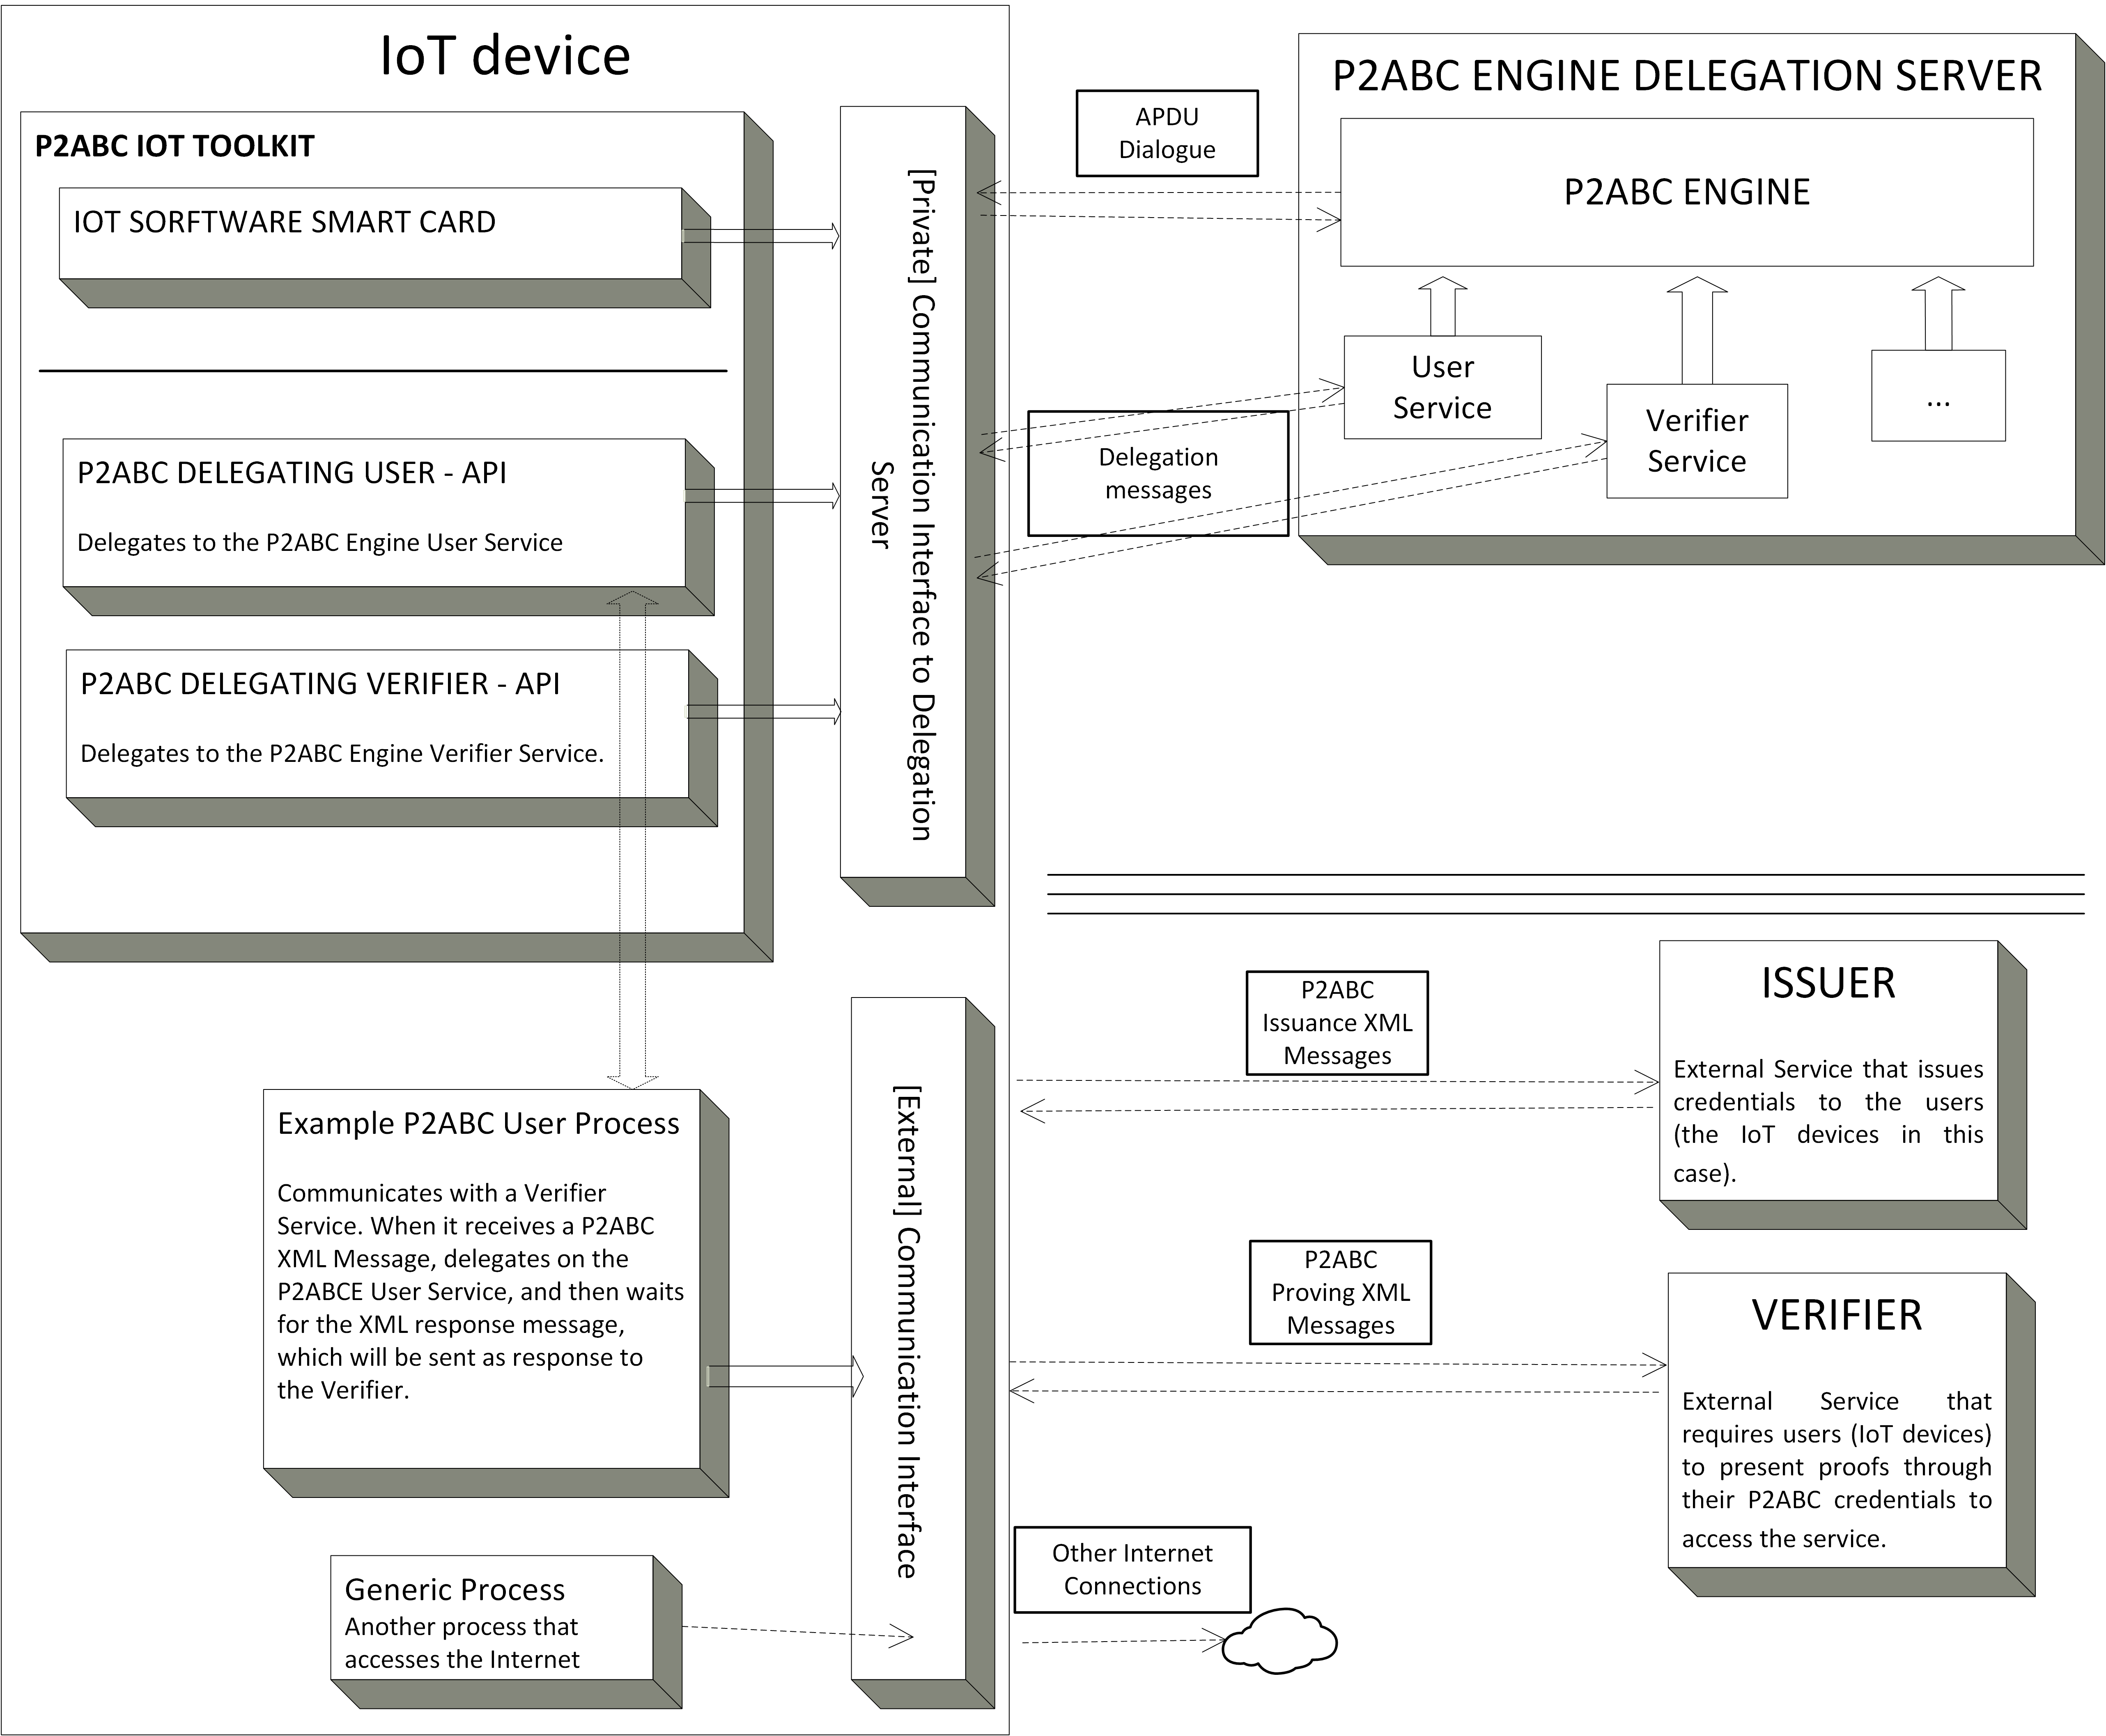 IoT device
P2ABC IOT TOOLKIT
IOT SORFTWARE SMART CARD
P2ABC DELEGATING USER - API
Delegates to the P2ABC Engine User Service
P2ABC DELEGATING VERIFIER - API
Delegates to the P2ABC Engine Verifier Service.
[Private] Communication Interface to Delegation
Server
APDU
Dialogue
Delegation
messages
P2ABC ENGINE DELEGATION SERVER
P2ABC ENGINE
User
Service
Verifier
Service
...
Example P2ABC User Process
Communicates with a Verifier
Service. When it receives a P2ABC
XML Message, delegates on the
P2ABCE User Service, and then waits
for the XML response message,
which will be sent as response to
the Verifier.
Generic Process
Another process that
accesses the Internet
[External] Communication Interface
P2ABC
Issuance XML
Messages
ISSUER
External Service that issues
credentials to the users
(the IoT devices in this
case).
P2ABC
Proving XML
Messages
VERIFIER
External Service that
requires users (IoT devices)
to present proofs through
their P2ABC credentials to
access the service.
Other Internet
Connections